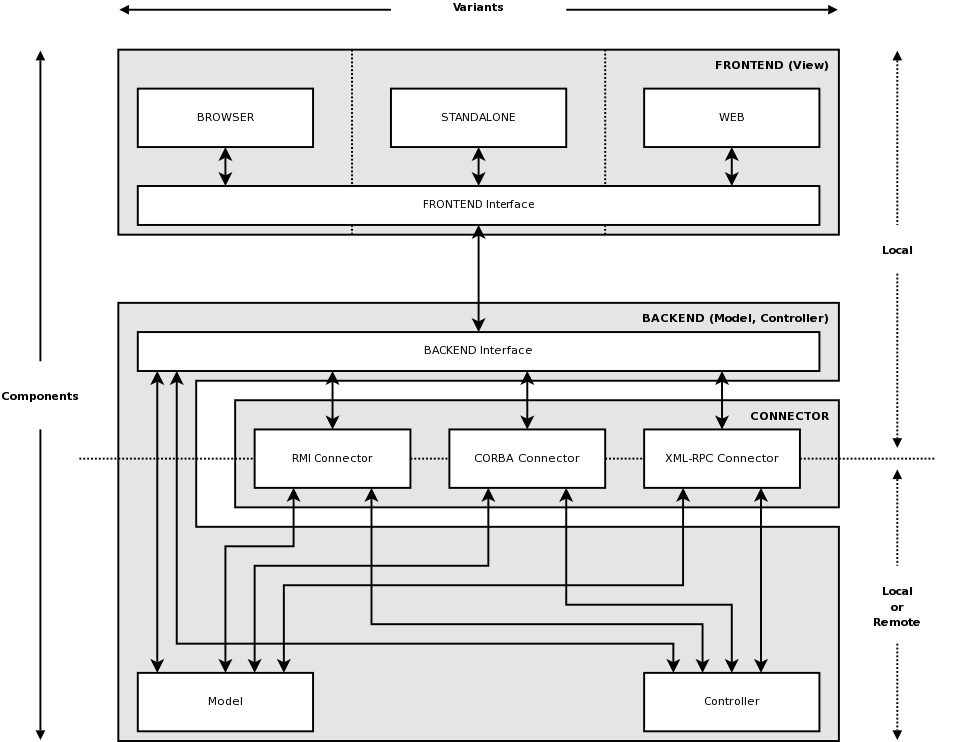 Variants
FRONTEND (View)
BROWSER
STANDALONE
WEB
FRONTEND Interface
Local
BACKEND (Model, Controller)
BACKEND Interface
Components
CONNECTOR
RMI Connector
CORBA Connector
XML-RPC Connector
Local
or
Remote
Model
Controller